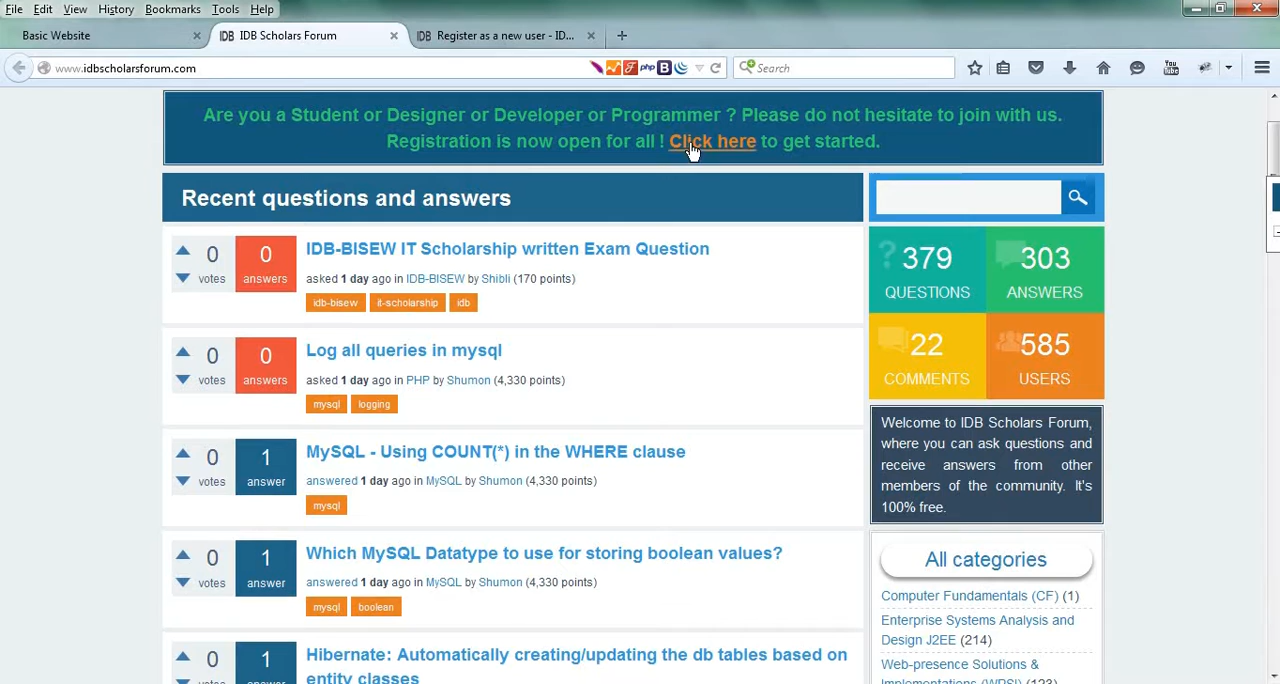 File Edit View History Bookmarks Tools Help
Basic Website
IDB IDB Scholars Forum
IDB Register as a new user - ID...
www.idbscholarsforum.com
php
B
Search
You
Are you a Student or Designer or Developer or Programmer ? Please do not hesitate to join with us.
Registration is now open for all ! Click here to get started.
Recent questions and answers
0 votes
0 answers
IDB-BISEW IT Scholarship written Exam Question
asked 1 day ago in IDB-BISEW by Shibli (170 points)
idb-bisew it-scholarship idb
0 votes
0 answers
Log all queries in mysql
asked 1 day ago in PHP by Shumon (4,330 points)
mysql logging
0 votes
1 answer
MySQL - Using COUNT(*) in the WHERE clause
answered 1 day ago in MySQL by Shumon (4,330 points)
mysql
0 votes
1 answer
Which MySQL Datatype to use for storing boolean values?
answered 1 day ago in MySQL by Shumon (4,330 points)
mysql boolean
0
1
Hibernate: Automatically creating/updating the db tables based on
entity classes
379
QUESTIONS
303
ANSWERS
22
COMMENTS
585
USERS
Welcome to IDB Scholars Forum,
where you can ask questions and
receive answers from other
members of the community. It's
100% free.
All categories
Computer Fundamentals (CF) (1)
Enterprise Systems Analysis and
Design J2EE (214)
Web-presence Solutions &
Implementations (WPSI) (123)